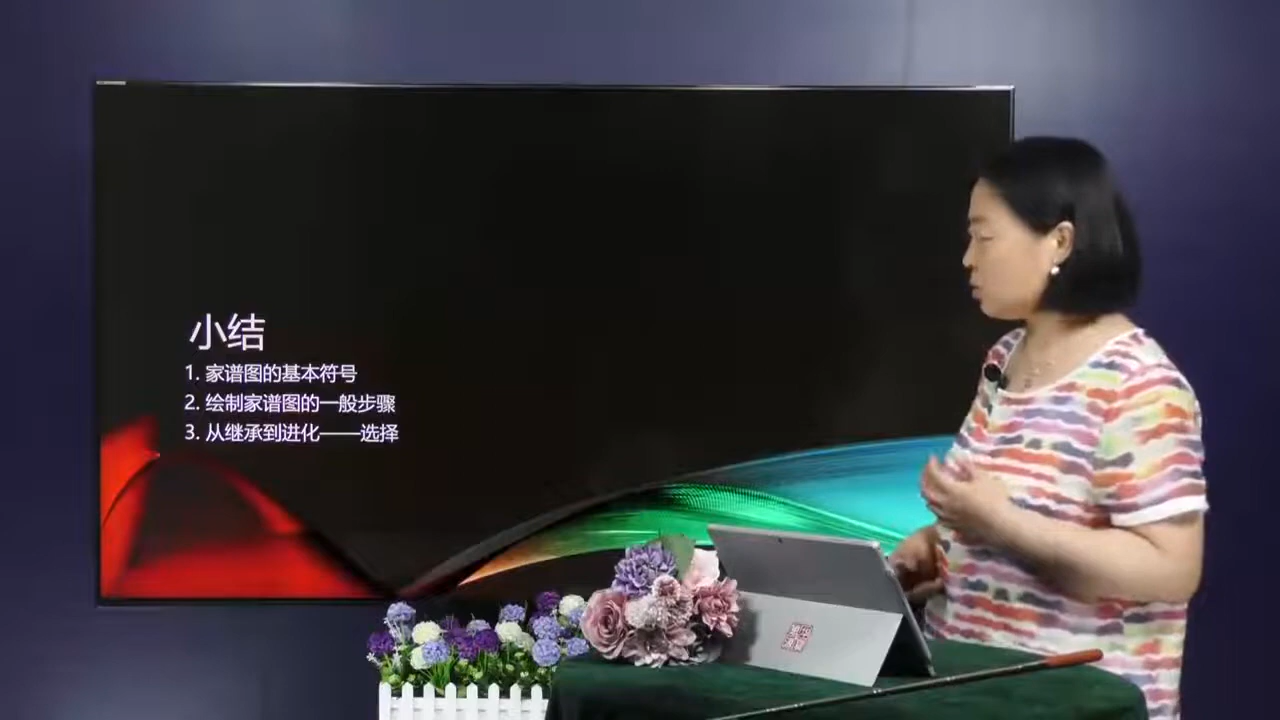 小结
1. 家谱图的基本符号
2. 绘制家谱图的一般步骤
3. 从继承到进化——选择